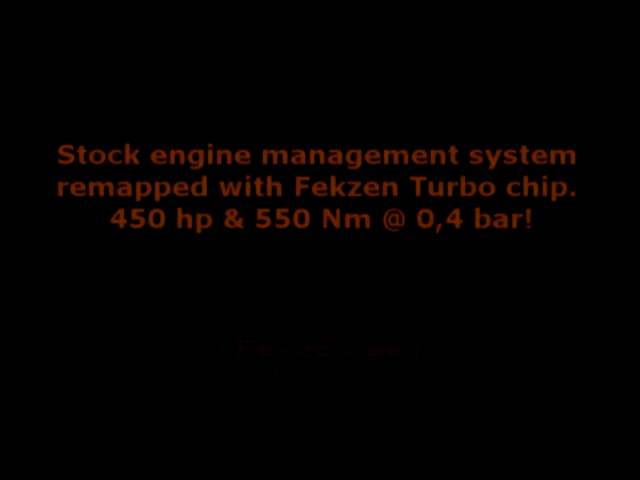 Stock engine management system
remapped with Fekzen Turbo chip.
450 hp & 550 Nm @ 0,4 bar!